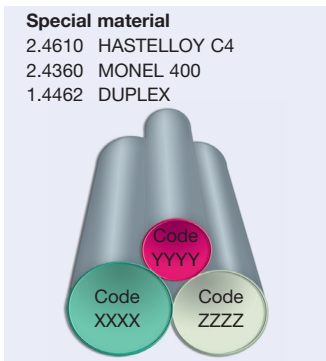 Special material
2.4610 HASTELLOY C4
2.4360 MONEL 400
1.4462 DUPLEX
Code
YYYY
Code
XXXX
Code
ZZZZ